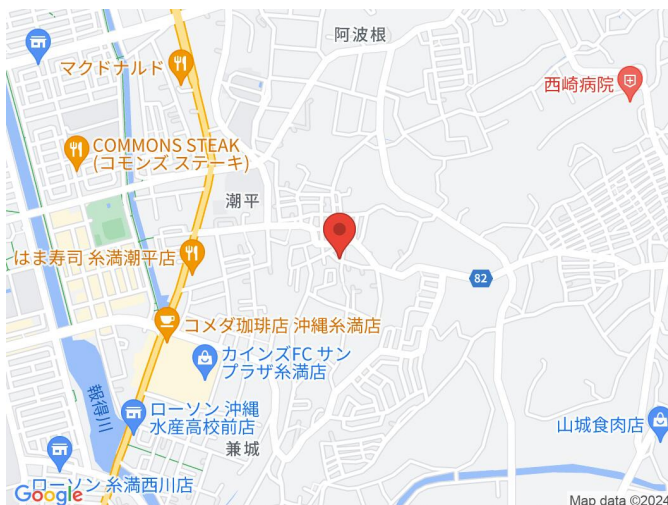 阿波根
マクドナルド
西崎病院
COMMONS STEAK
(コモンズ ステーキ)
潮平
はま寿司 糸満潮平店
82
コメダ珈琲店 沖縄糸満店
カインズFC サン
プラザ糸満店
報得川
ローソン 沖縄
水産高校前店
山城食肉店
兼城
ローソン 糸満西川店
Google
Map data ©2024